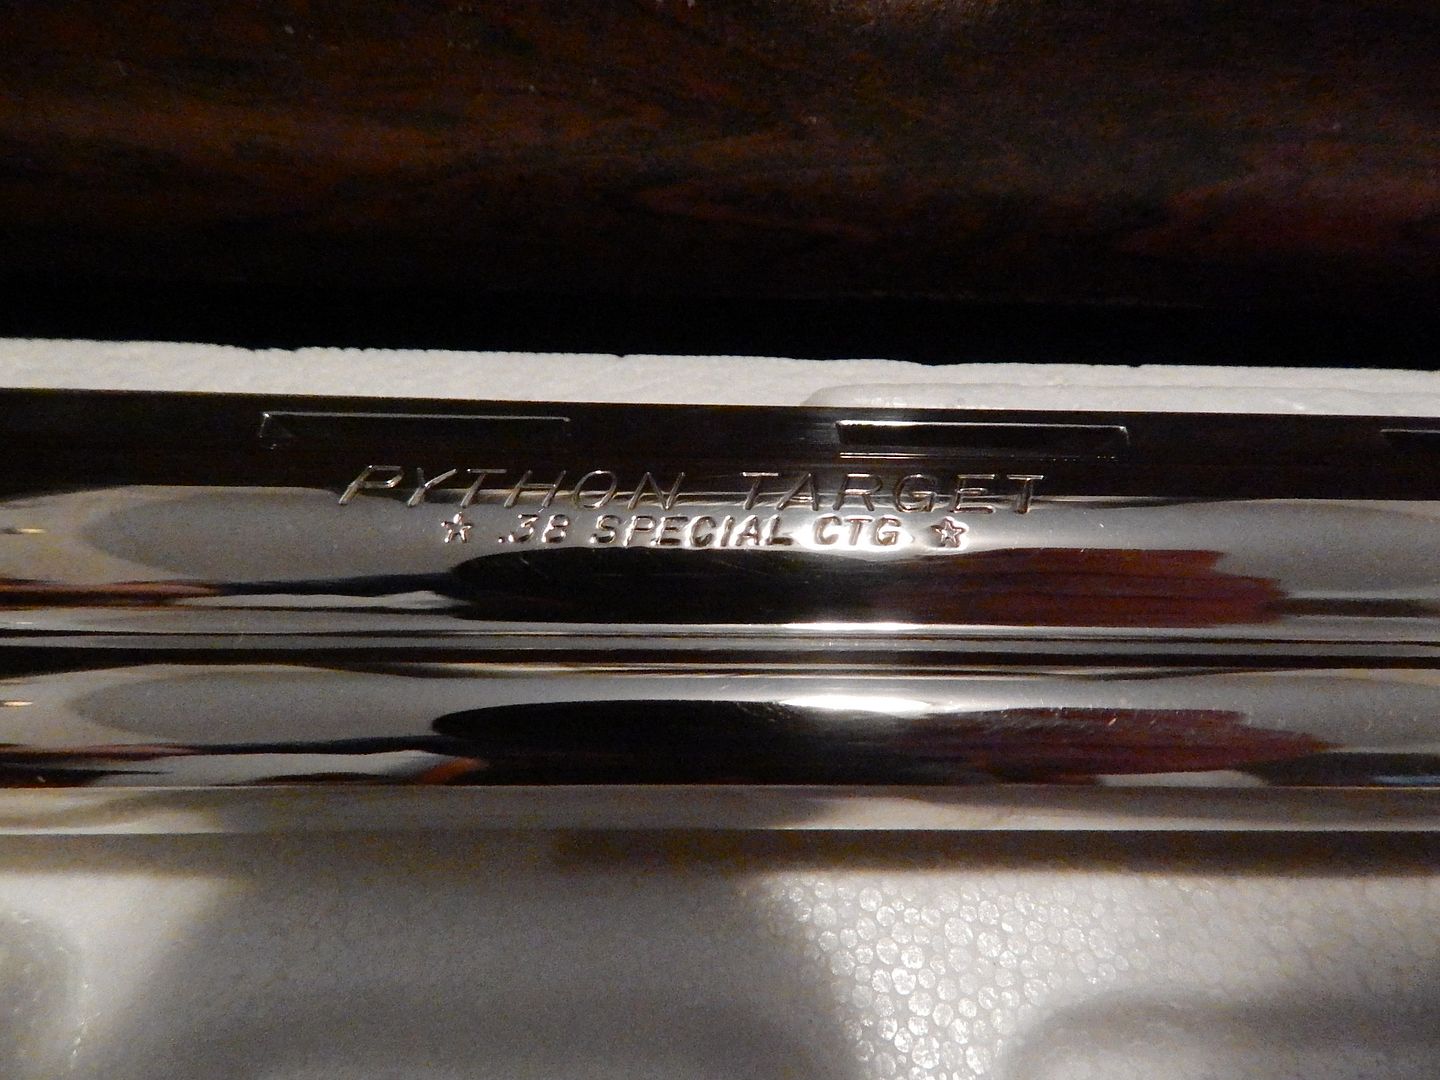 PYTHON TARGET
☆ .38 SPECIAL CTG ☆